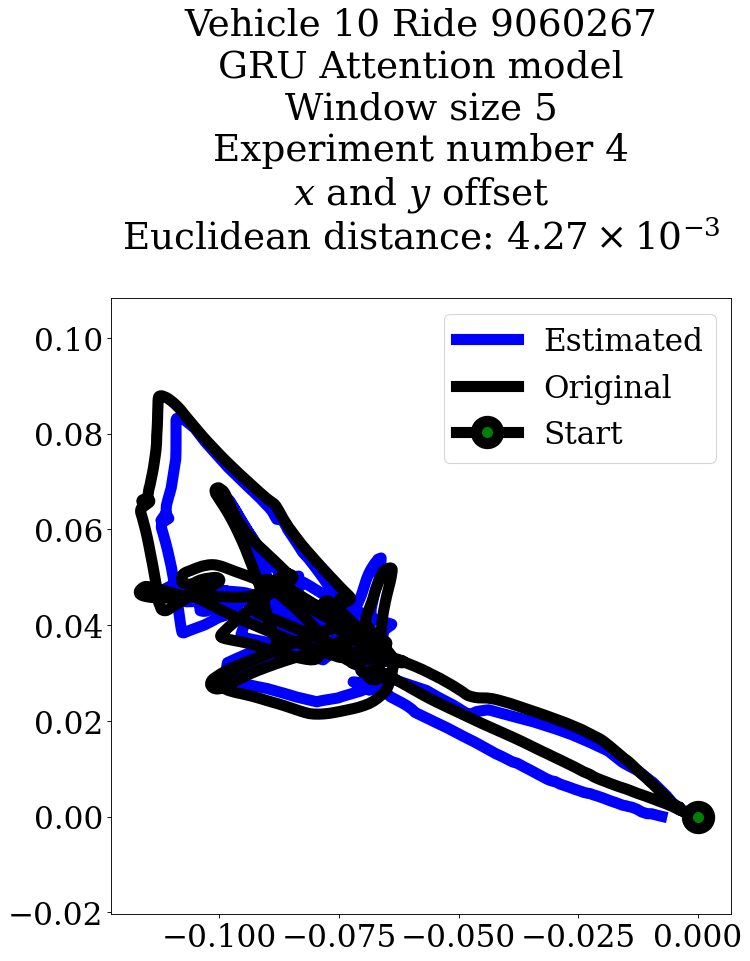 Vehicle 10 Ride 9060267
GRU Attention model
Window size 5
Experiment number 4
x and y offset
Euclidean distance: 4.27 × 10⁻³
Estimated
Original
Start
0.10
0.08
0.06
0.04
0.02
0.00
−0.02
−0.100 −0.075 −0.050 −0.025 0.000